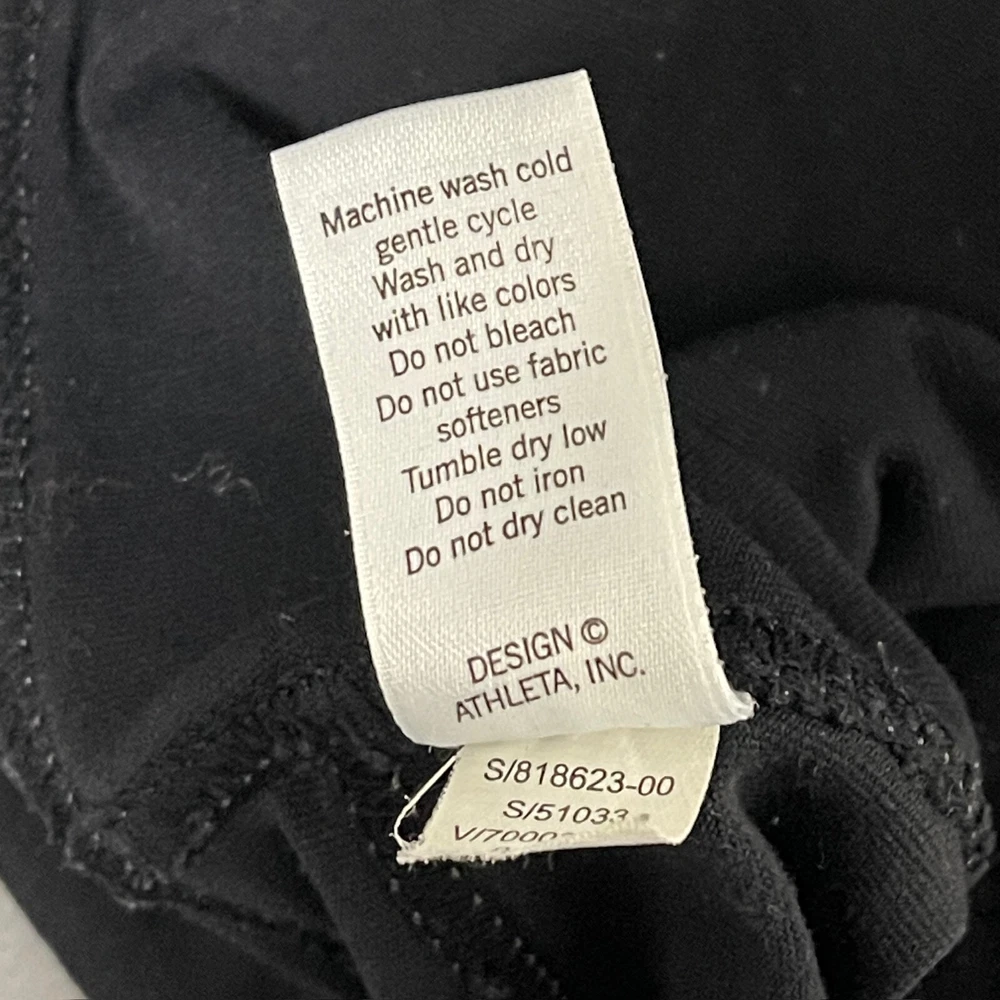 Machine wash cold
gentle cycle
Wash and dry
with like colors
Do not bleach
Do not use fabric
softeners
Tumble dry low
Do not iron
Do not dry clean
DESIGN ©
ATHLETA, INC.
S/818623-00
S/51033